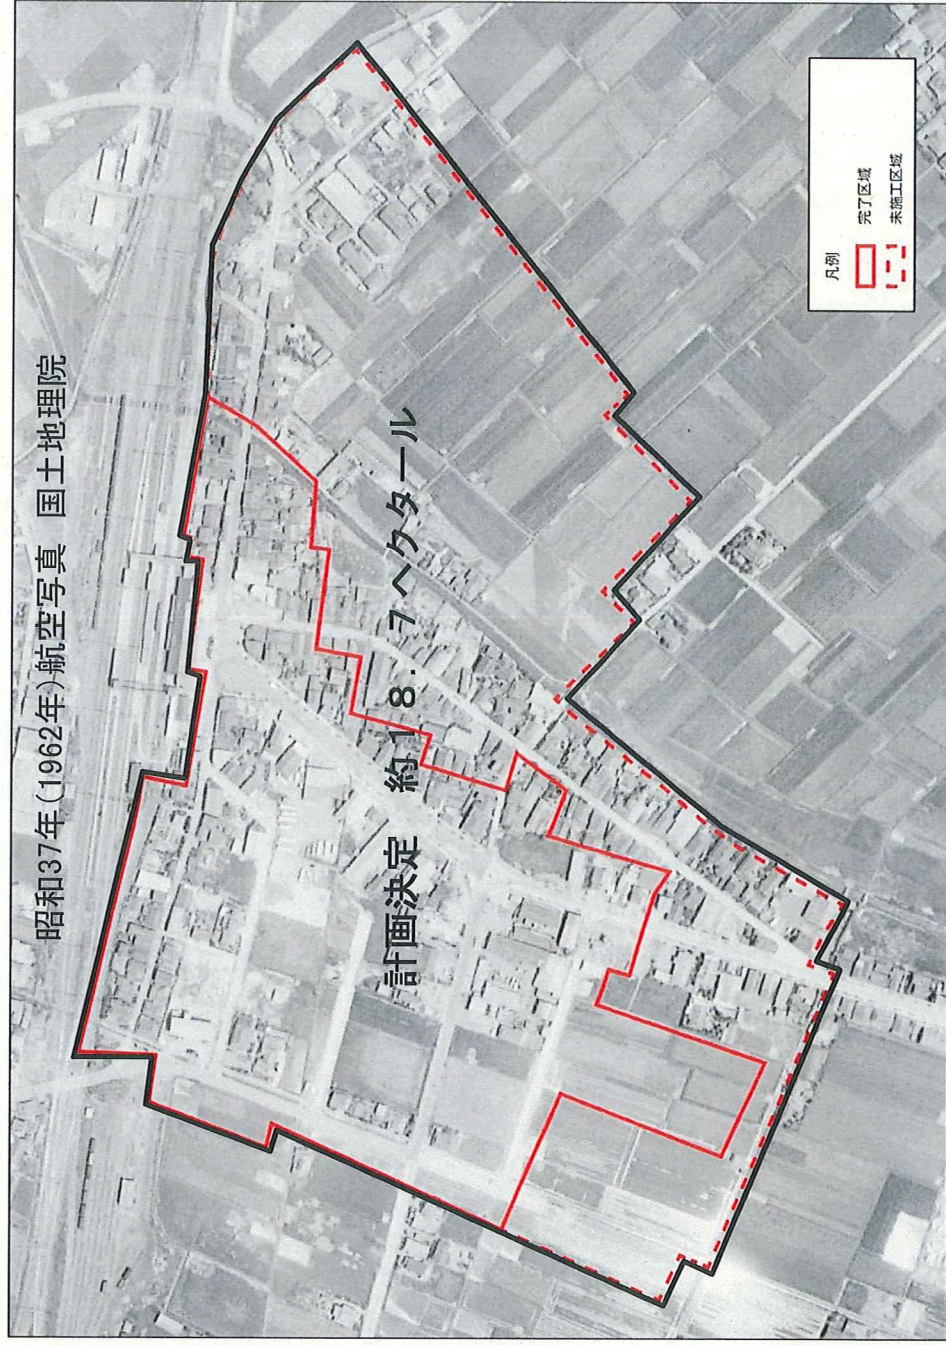 昭和37年(1962年)航空写真 国土地理院
計画決定 約18.7ヘクタール
凡例
完了区域
未施工区域